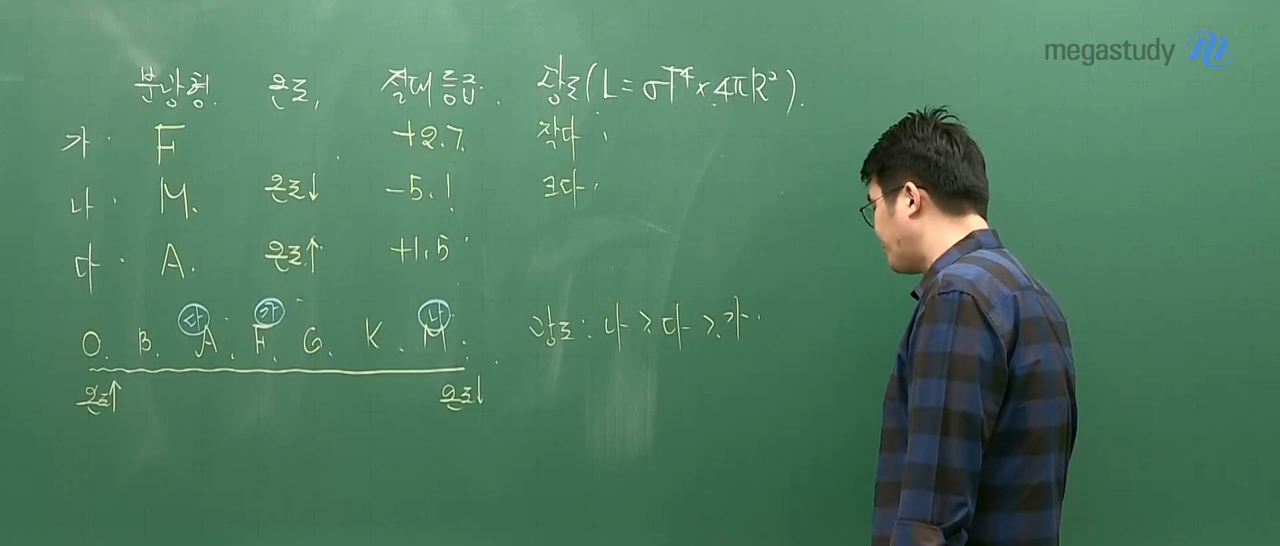 megastudy
분광형. 온도. 절대등급. 광도(L=σT⁴×4πR²).
가. F +2.7 작다.
나. M. 온도↓ -5.1 크다.
다. A. 온도↑ +1.5
다 가 나
O. B. A. F. G. K. M. 광도: 나 > 다 > 가.
온도↑ 온도↓